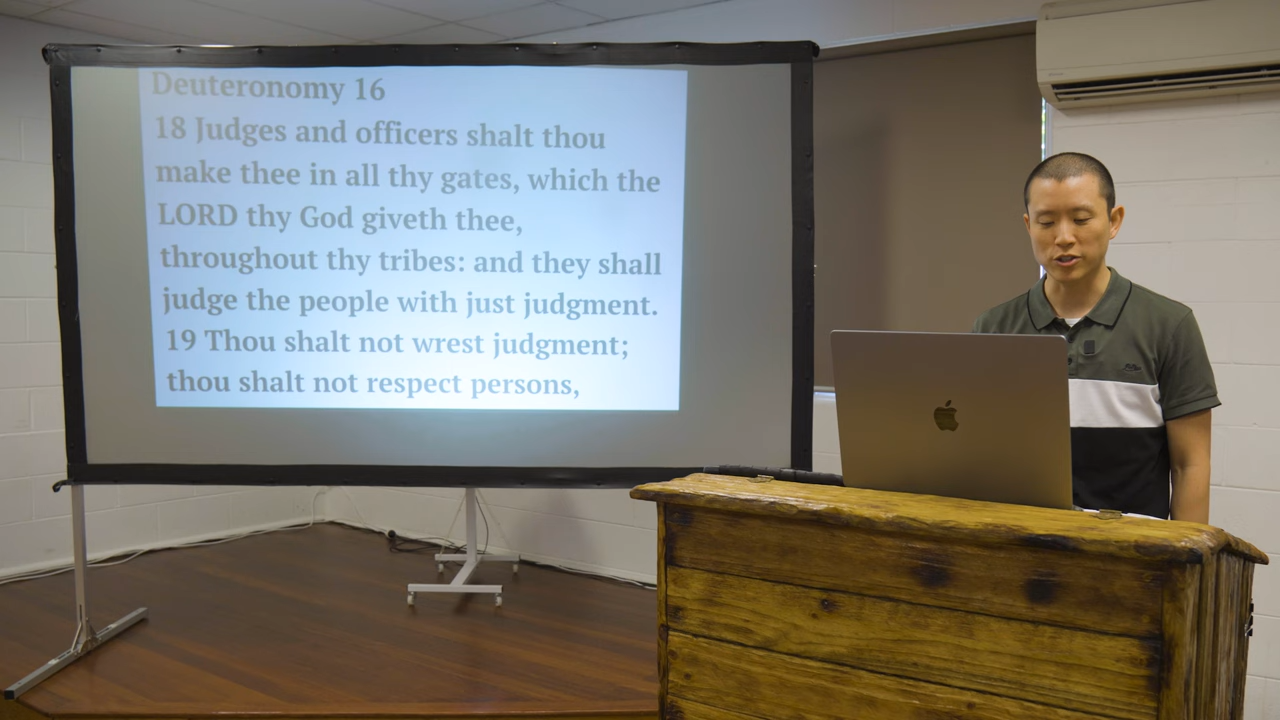 Deuteronomy 16
18 Judges and officers shalt thou
make thee in all thy gates, which the
LORD thy God giveth thee,
throughout thy tribes: and they shall
judge the people with just judgment.
19 Thou shalt not wrest judgment;
thou shalt not respect persons,